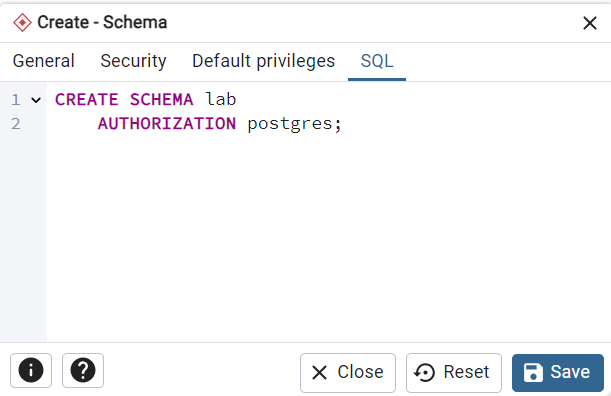 Create - Schema
General Security Default privileges SQL
1 CREATE SCHEMA lab
2     AUTHORIZATION postgres;
Close Reset Save